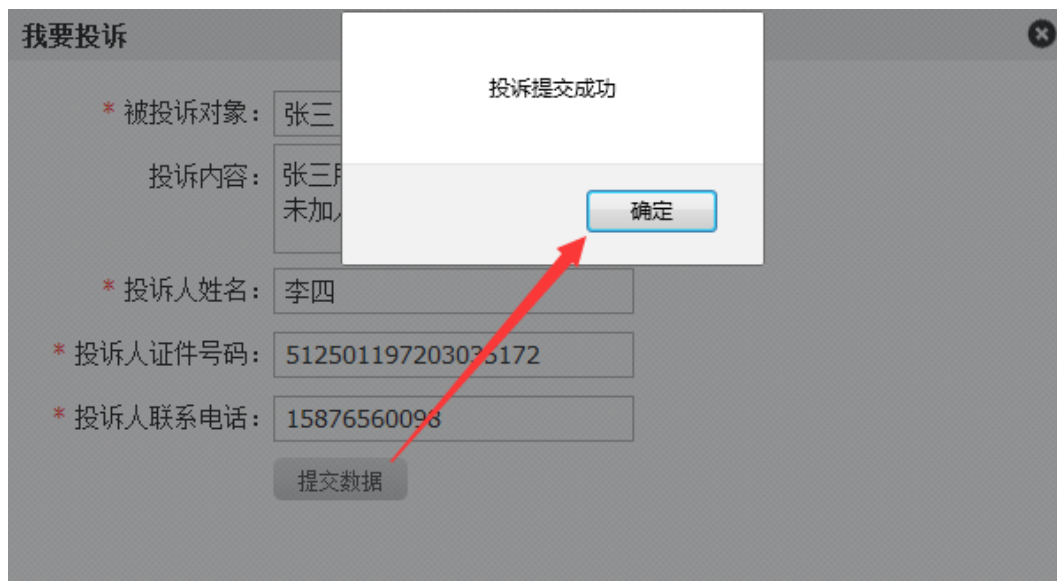 我要投诉
投诉提交成功
确定
* 被投诉对象： 张三
投诉内容： 张三
未加
* 投诉人姓名： 李四
* 投诉人证件号码： 512501197203035172
* 投诉人联系电话： 15876560098
提交数据